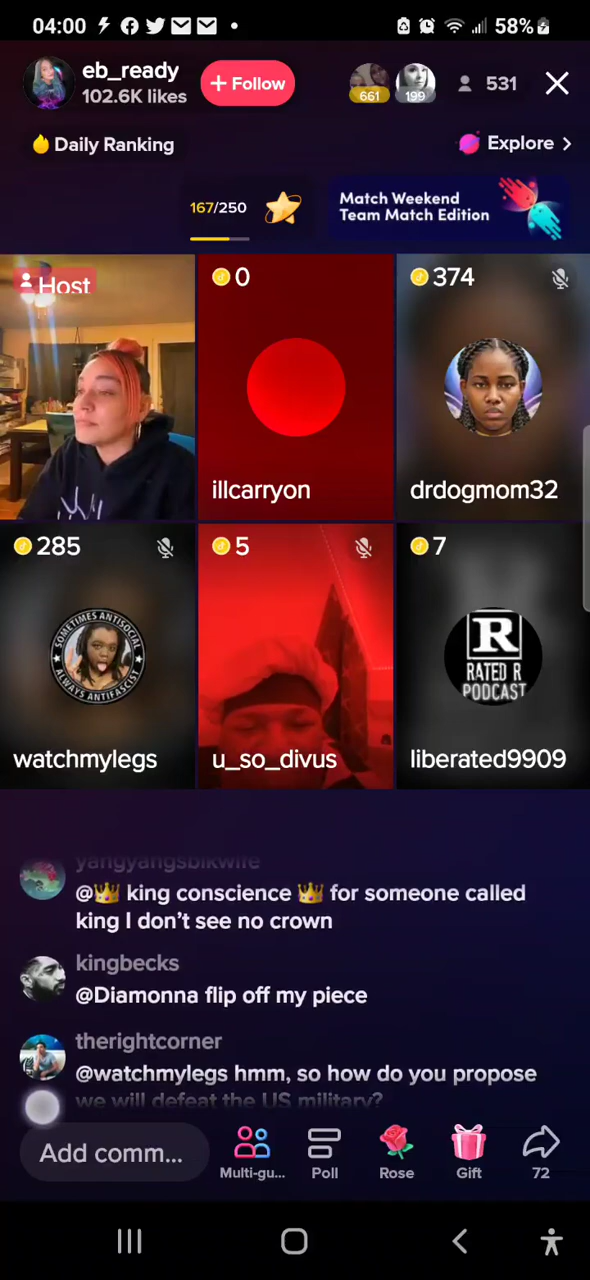 04:00
58%
eb_ready
102.6K likes
+ Follow
661
199
531
Daily Ranking
Explore >
167/250
Match Weekend
Team Match Edition
Host
0
374
illcarryon
drdogmom32
285
5
7
SOMETIMES ANTISOCIAL
ALWAYS ANTIFASCIST
R
RATED R
PODCAST
watchmylegs
u_so_divus
liberated9909
yangyangsbikwife
@👑 king conscience 👑 for someone called
king I don't see no crown
kingbecks
@Diamonna flip off my piece
therightcorner
@watchmylegs hmm, so how do you propose
we will defeat the US military?
Add comm...
Multi-gu...
Poll
Rose
Gift
72